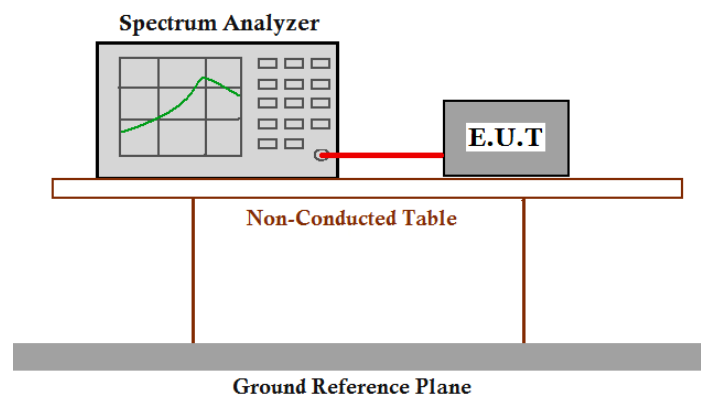 Spectrum Analyzer
E.U.T
Non-Conducted Table
Ground Reference Plane